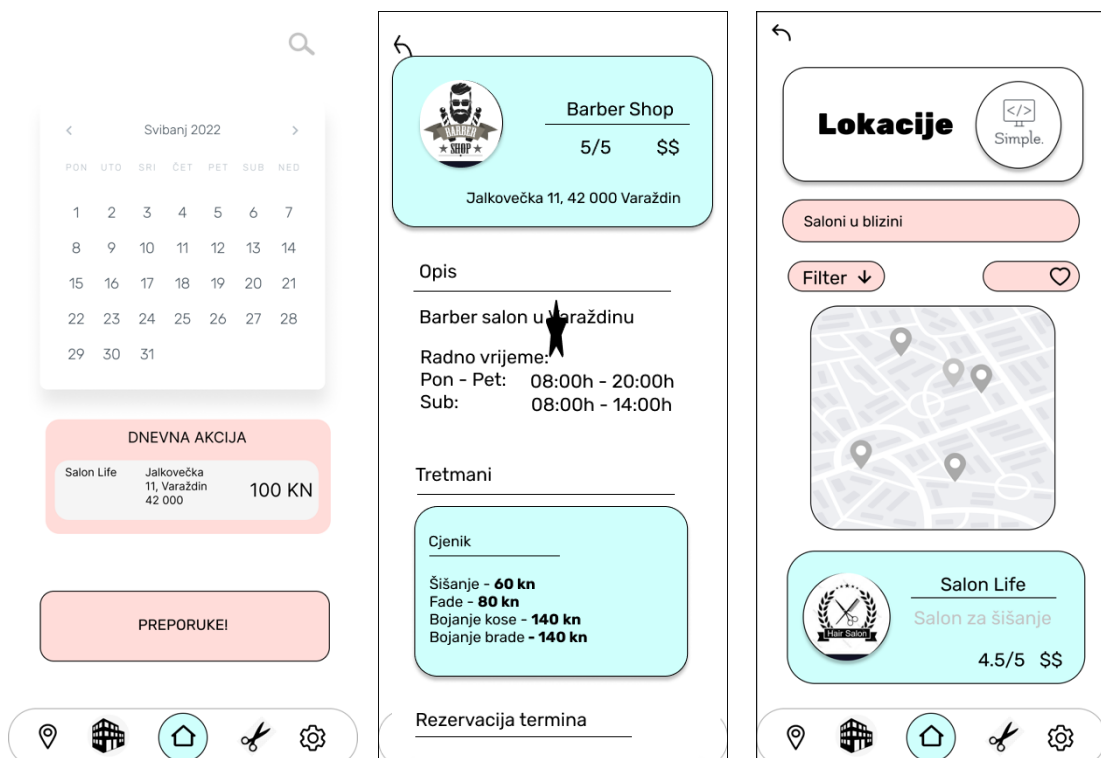 Svibanj 2022
PON UTO SRI ČET PET SUB NED
1 2 3 4 5 6 7
8 9 10 11 12 13 14
15 16 17 18 19 20 21
22 23 24 25 26 27 28
29 30 31
DNEVNA AKCIJA
Salon Life
Jalkovečka
11, Varaždin
42 000
100 KN
PREPORUKE!
BARBER
SHOP
Barber Shop
5/5 $$
Jalkovečka 11, 42 000 Varaždin
Opis
Barber salon u Varaždinu
Radno vrijeme:
Pon - Pet: 08:00h - 20:00h
Sub: 08:00h - 14:00h
Tretmani
Cjenik
Šišanje - 60 kn
Fade - 80 kn
Bojanje kose - 140 kn
Bojanje brade - 140 kn
Rezervacija termina
Lokacije
</>
Simple.
Saloni u blizini
Filter ↓
Hair Salon
Salon Life
Salon za šišanje
4.5/5 $$